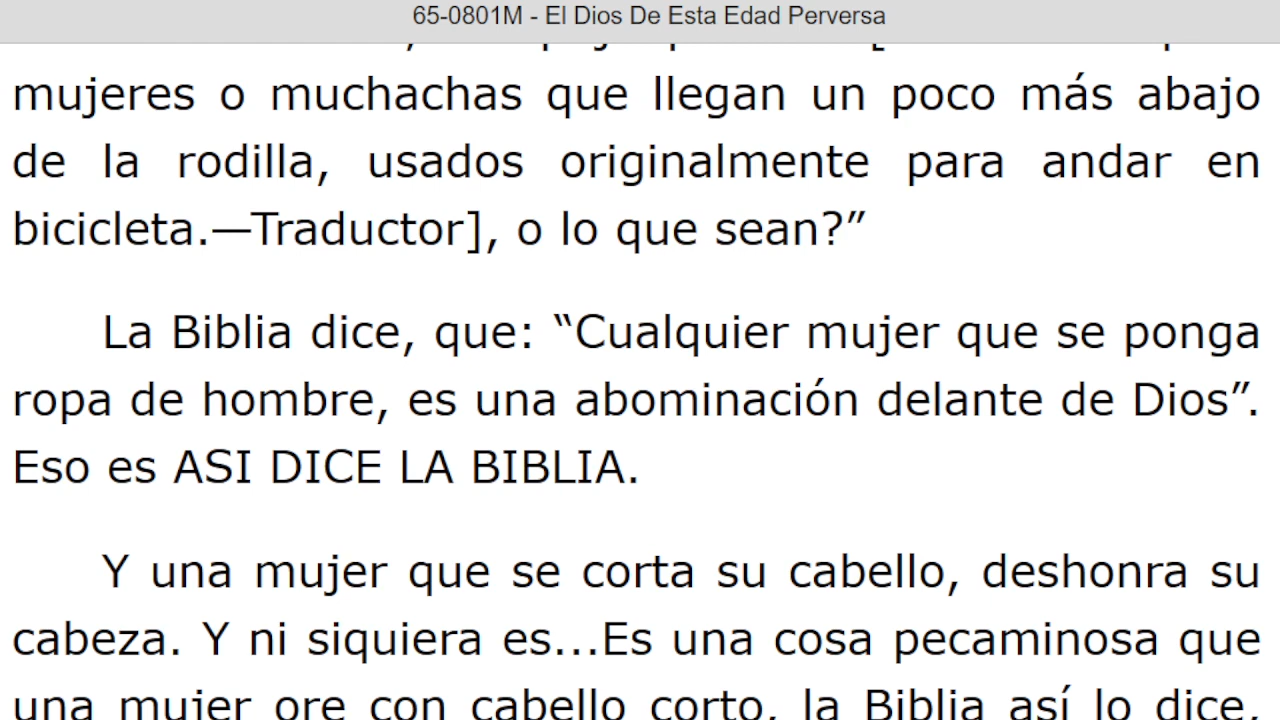 65-0801M - El Dios De Esta Edad Perversa
mujeres o muchachas que llegan un poco más abajo
de la rodilla, usados originalmente para andar en
bicicleta.—Traductor], o lo que sean?”
La Biblia dice, que: “Cualquier mujer que se ponga
ropa de hombre, es una abominación delante de Dios”.
Eso es ASI DICE LA BIBLIA.
Y una mujer que se corta su cabello, deshonra su
cabeza. Y ni siquiera es…Es una cosa pecaminosa que
una mujer ore con cabello corto, la Biblia así lo dice,